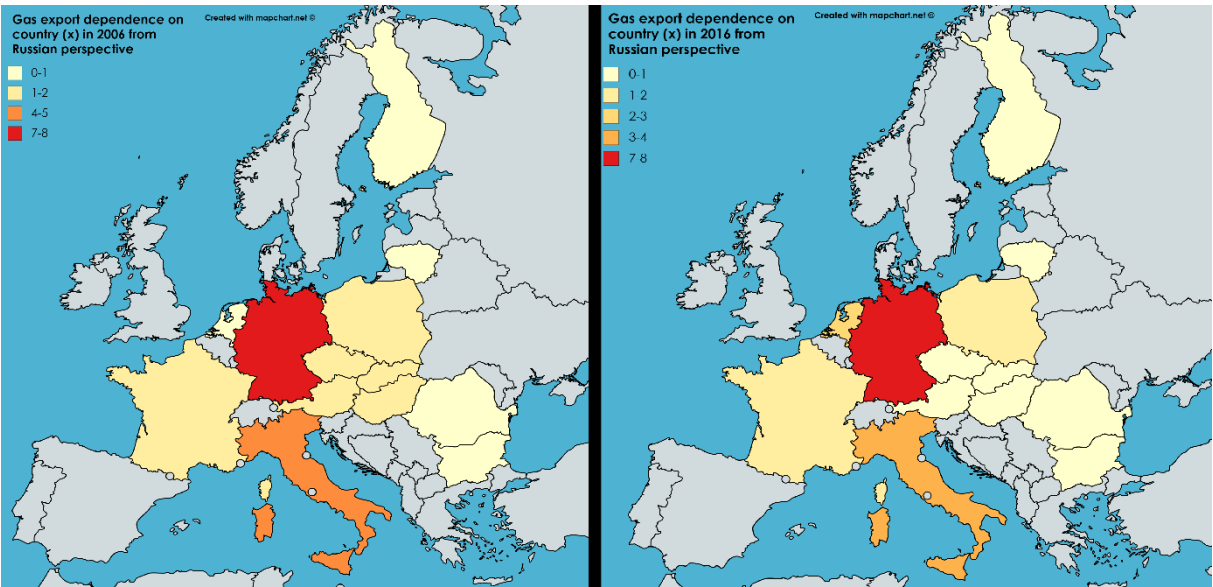 Gas export dependence on
country (x) in 2006 from
Russian perspective
Created with mapchart.net ©
0-1
1-2
4-5
7-8
Gas export dependence on
country (x) in 2016 from
Russian perspective
Created with mapchart.net ©
0-1
1 2
2-3
3-4
7 8